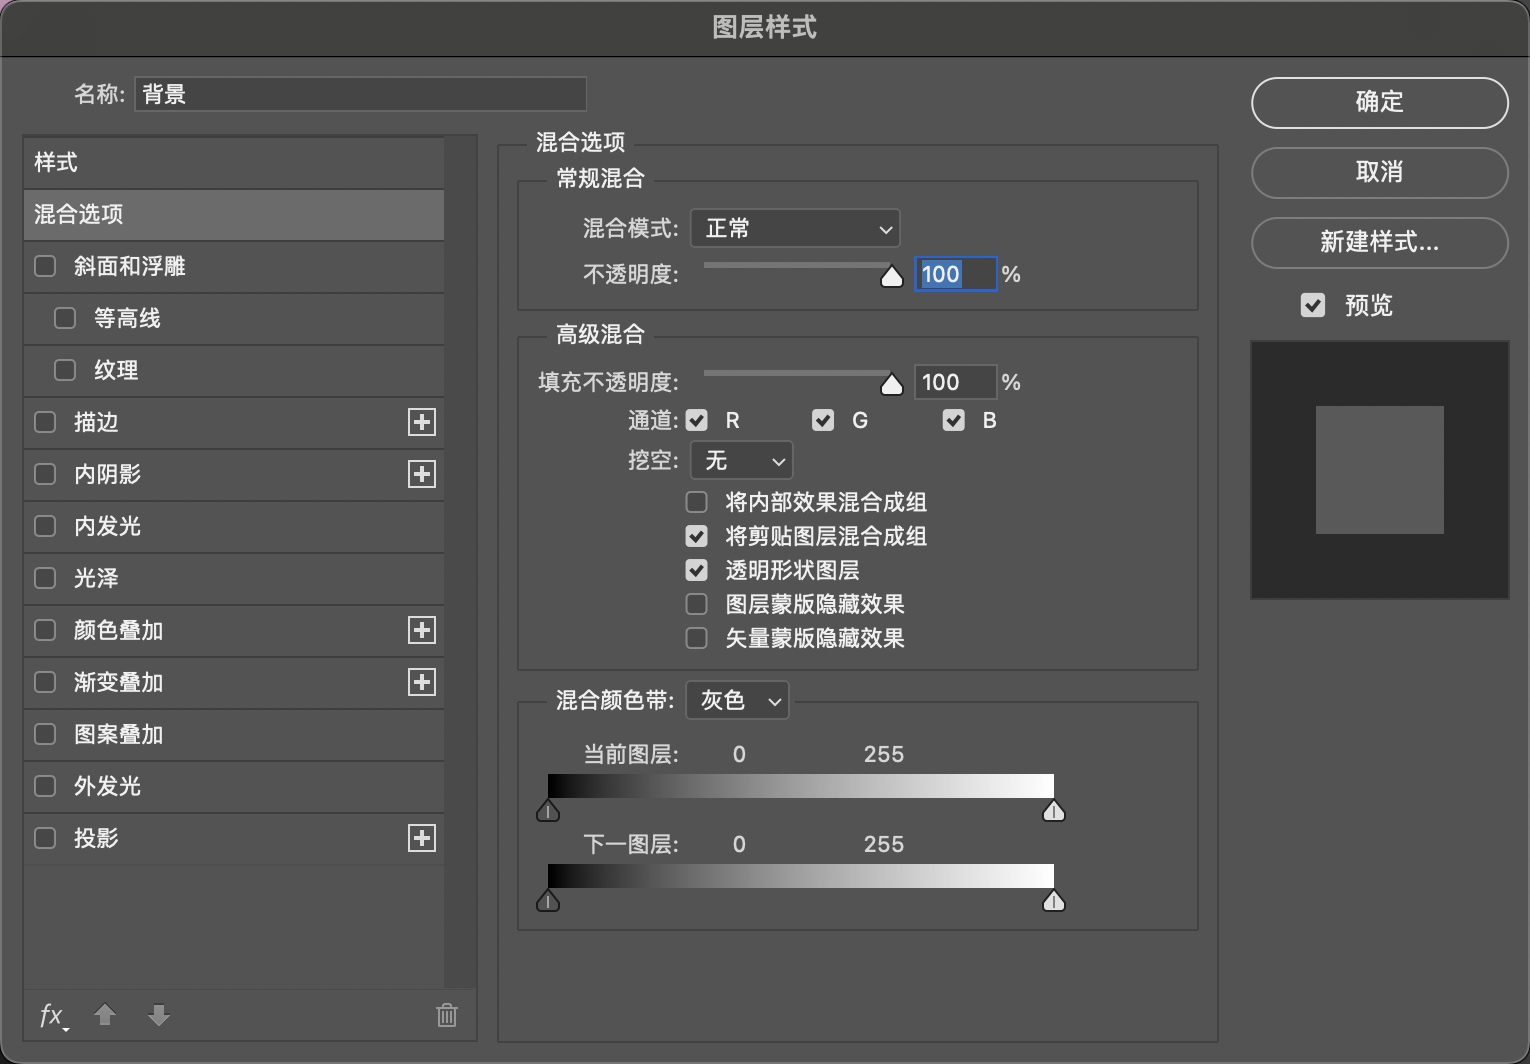 图层样式
名称: 背景
确定
取消
新建样式...
预览
样式
混合选项
斜面和浮雕
等高线
纹理
描边
内阴影
内发光
光泽
颜色叠加
渐变叠加
图案叠加
外发光
投影
fx
混合选项
常规混合
混合模式: 正常
不透明度: 100 %
高级混合
填充不透明度: 100 %
通道: R G B
挖空: 无
将内部效果混合成组
将剪贴图层混合成组
透明形状图层
图层蒙版隐藏效果
矢量蒙版隐藏效果
混合颜色带: 灰色
当前图层: 0 255
下一图层: 0 255